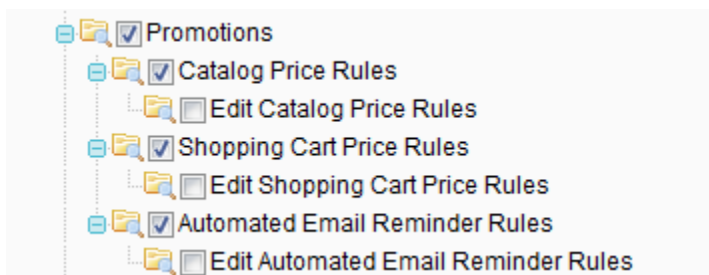 Promotions
Catalog Price Rules
Edit Catalog Price Rules
Shopping Cart Price Rules
Edit Shopping Cart Price Rules
Automated Email Reminder Rules
Edit Automated Email Reminder Rules